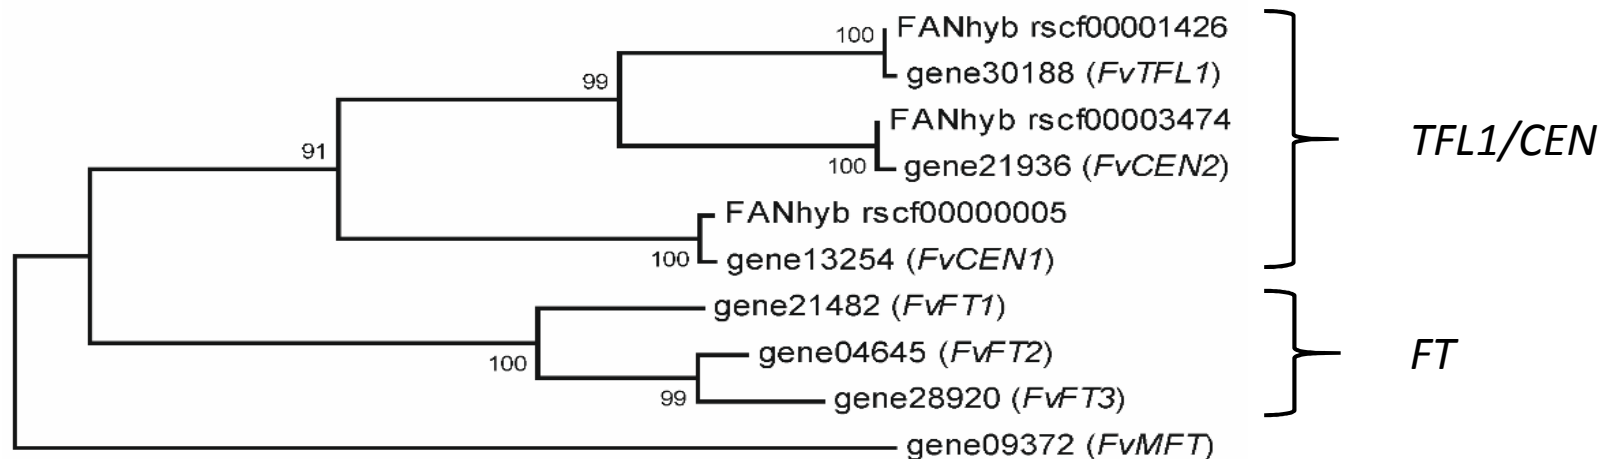 100
FANhyb rscf00001426
99
gene30188 (FvTFL1)
FANhyb rscf00003474
TFL1/CEN
91
100
gene21936 (FvCEN2)
FANhyb rscf00000005
100
gene13254 (FvCEN1)
gene21482 (FvFT1)
100
gene04645 (FvFT2)
FT
99
gene28920 (FvFT3)
gene09372 (FvMFT)